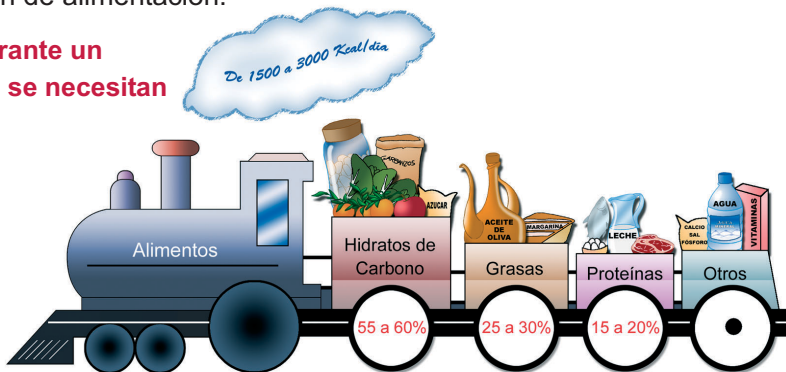 de alimentación.
rante un
se necesitan
De 1500 a 3000 Kcal/día
GARBANZOS
AZUCAR
ACEITE
DE
OLIVA
MARGARINA
LECHE
CALCIO
SAL
FÓSFORO
AGUA
VITAMINAS
Alimentos
Hidratos de
Carbono
Grasas
Proteínas
Otros
55 a 60%
25 a 30%
15 a 20%